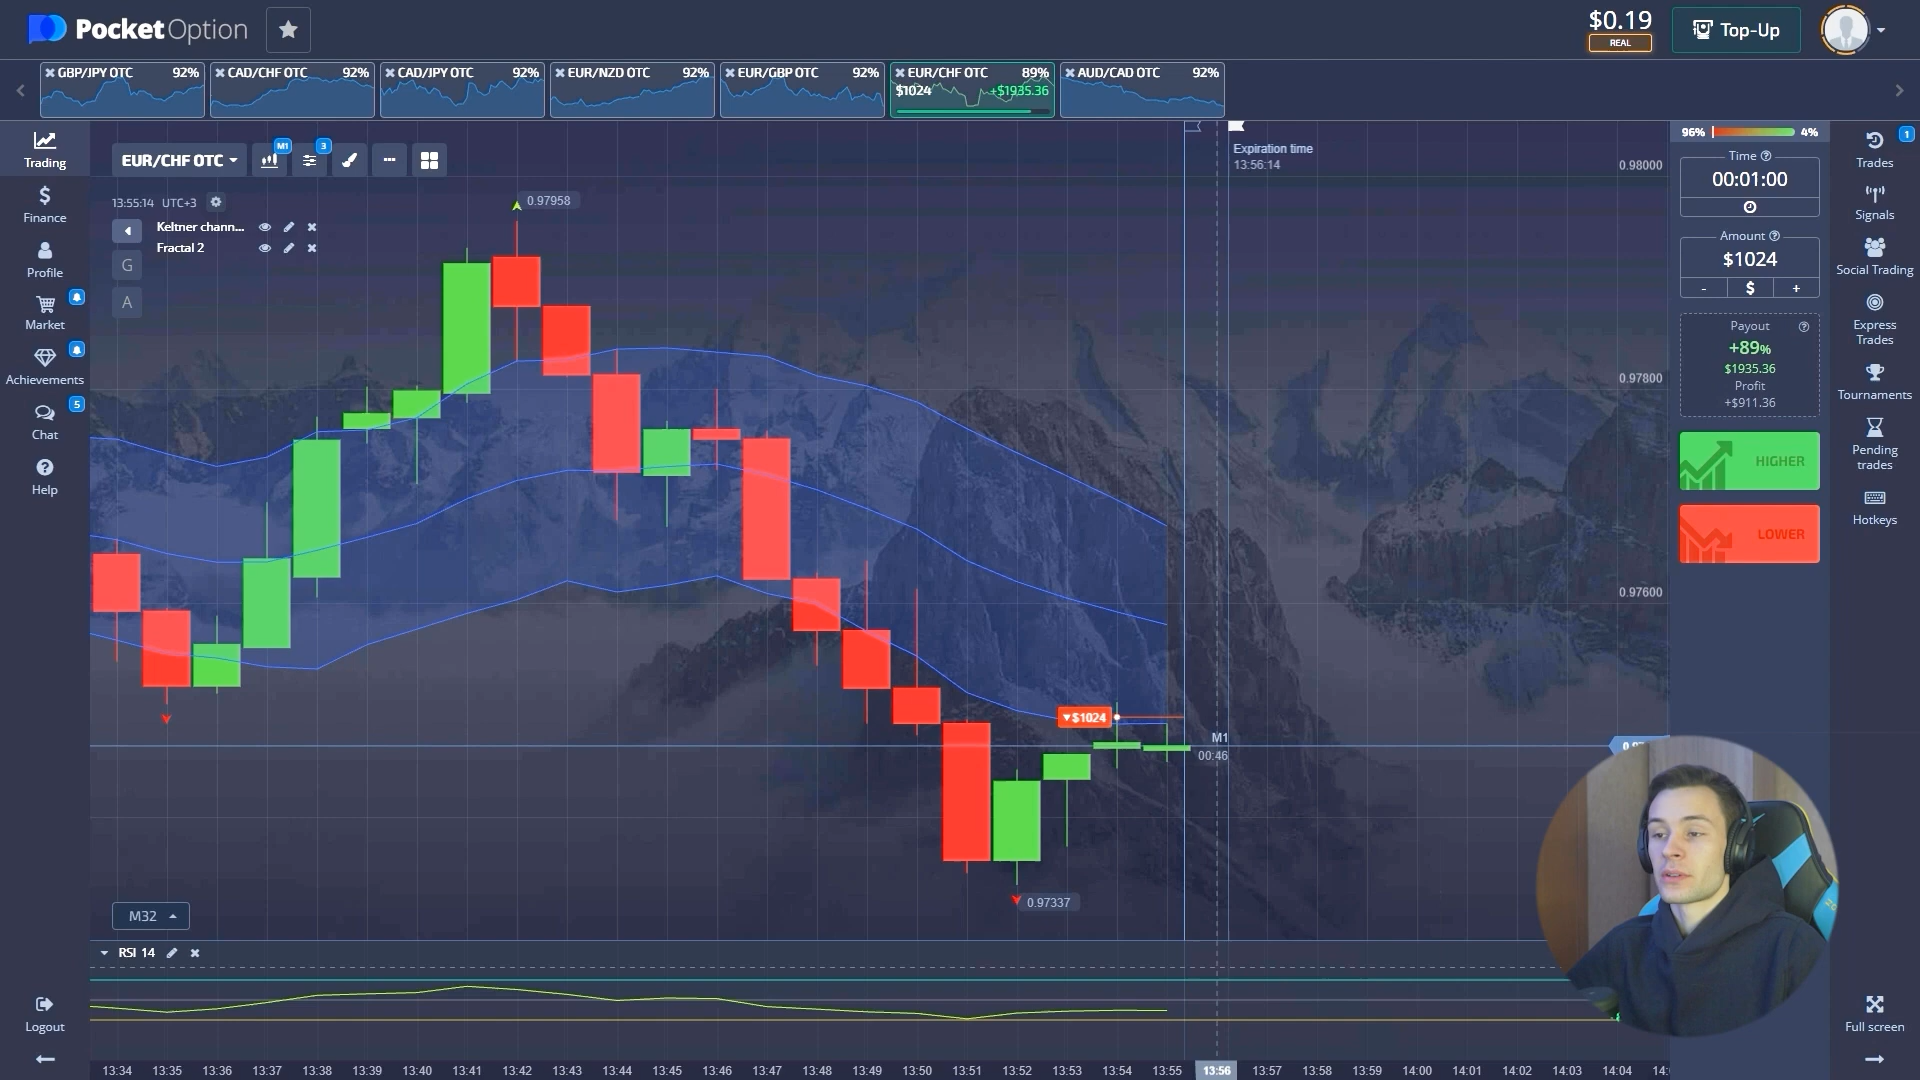 PocketOption
$0.19
REAL
Top-Up
GBP/JPY OTC 92%
CAD/CHF OTC 92%
CAD/JPY OTC 92%
EUR/NZD OTC 92%
EUR/GBP OTC 92%
EUR/CHF OTC 89%
$1024 +$1935.36
AUD/CAD OTC 92%
Trading
Finance
Profile
Market
Achievements
5
Chat
Help
Logout
EUR/CHF OTC
M1
3
13:55:14 UTC+3
Keltner chann...
Fractal 2
G
A
0.97958
Expiration time
13:56:14
0.98000
0.97800
0.97600
$1024
M1
00:46
0.97337
M32
RSI 14
13:34 13:35 13:36 13:37 13:38 13:39 13:40 13:41 13:42 13:43 13:44 13:45 13:46 13:47 13:48 13:49 13:50 13:51 13:52 13:53 13:54 13:55 13:56 13:57 13:58 13:59 14:00 14:01 14:02 14:03 14:04
96% 4%
Time
00:01:00
Amount
$1024
- $ +
Payout
+89%
$1935.36
Profit
+$911.36
HIGHER
LOWER
1
Trades
Signals
Social Trading
Express
Trades
Tournaments
Pending
trades
Hotkeys
Full screen